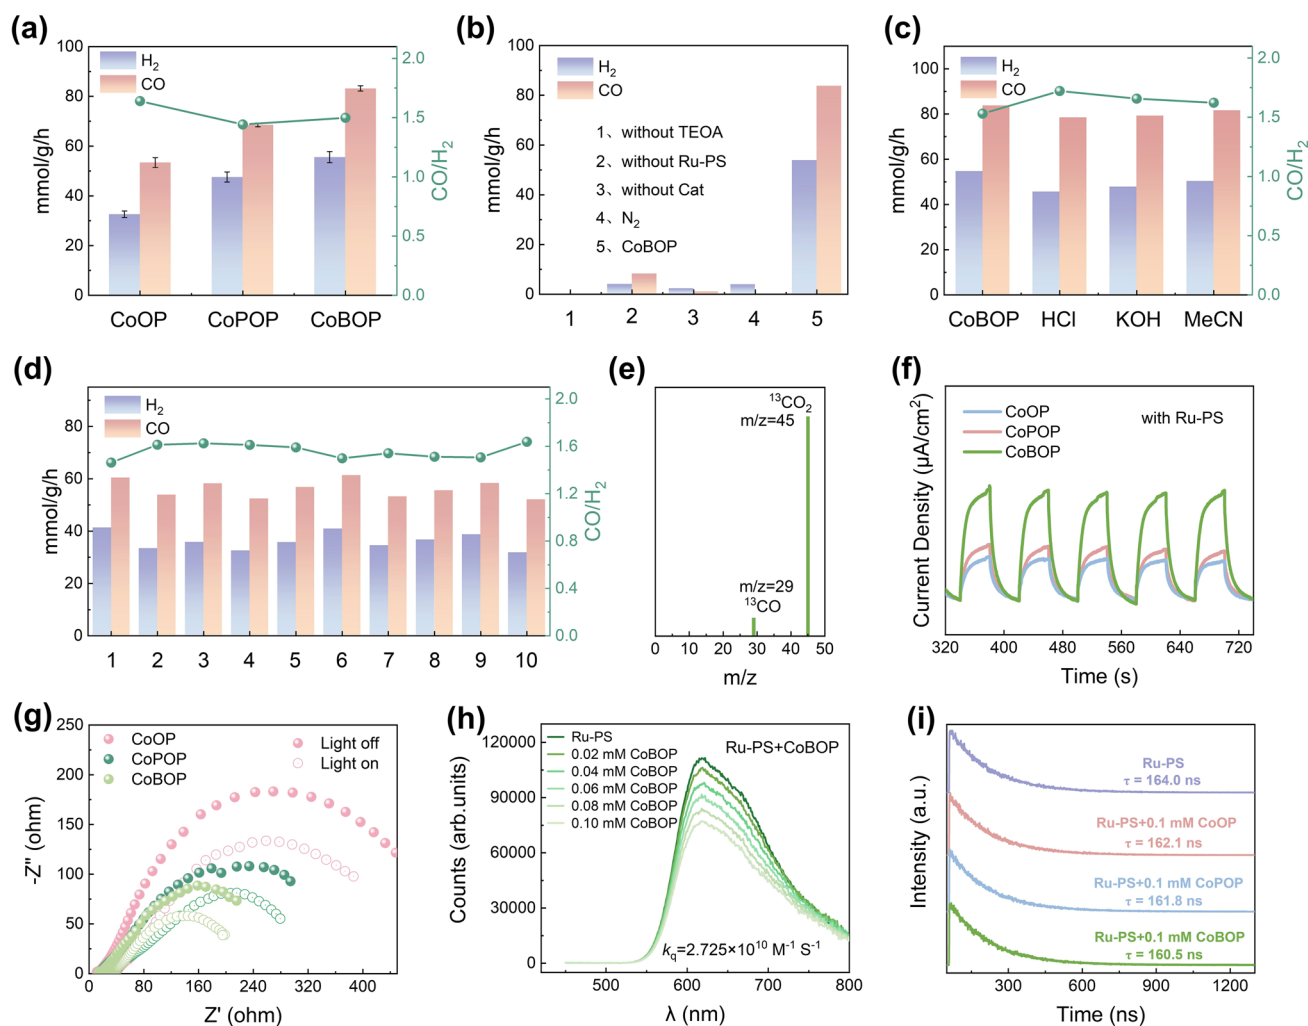 (a)
100
80
60
40
20
0
mmol/g/h
H₂
CO
2.0
1.5
1.0
0.5
0.0
CO/H₂
CoOP CoPOP CoBOP
(b)
100
80
60
40
20
0
mmol/g/h
H₂
CO
1、without TEOA
2、without Ru-PS
3、without Cat
4、N₂
5、CoBOP
1 2 3 4 5
(c)
100
80
60
40
20
0
mmol/g/h
H₂
CO
2.0
1.5
1.0
0.5
0.0
CO/H₂
CoBOP HCl KOH MeCN
(d)
80
60
40
20
0
mmol/g/h
H₂
CO
2.0
1.6
1.2
0.8
0.4
0.0
CO/H₂
1 2 3 4 5 6 7 8 9 10
(e)
¹³CO₂
m/z=45
m/z=29
¹³CO
0 10 20 30 40 50
m/z
(f)
Current Density (μA/cm²)
CoOP
CoPOP
CoBOP
with Ru-PS
320 400 480 560 640 720
Time (s)
(g)
250
200
150
100
50
0
-Z" (ohm)
CoOP
CoPOP
CoBOP
Light off
Light on
0 80 160 240 320 400
Z' (ohm)
(h)
120000
90000
60000
30000
0
Counts (arb.units)
Ru-PS
0.02 mM CoBOP
0.04 mM CoBOP
0.06 mM CoBOP
0.08 mM CoBOP
0.10 mM CoBOP
Ru-PS+CoBOP
kq=2.725×10¹⁰ M⁻¹ S⁻¹
500 600 700 800
λ (nm)
(i)
Intensity (a.u.)
Ru-PS
τ = 164.0 ns
Ru-PS+0.1 mM CoOP
τ = 162.1 ns
Ru-PS+0.1 mM CoPOP
τ = 161.8 ns
Ru-PS+0.1 mM CoBOP
τ = 160.5 ns
300 600 900 1200
Time (ns)